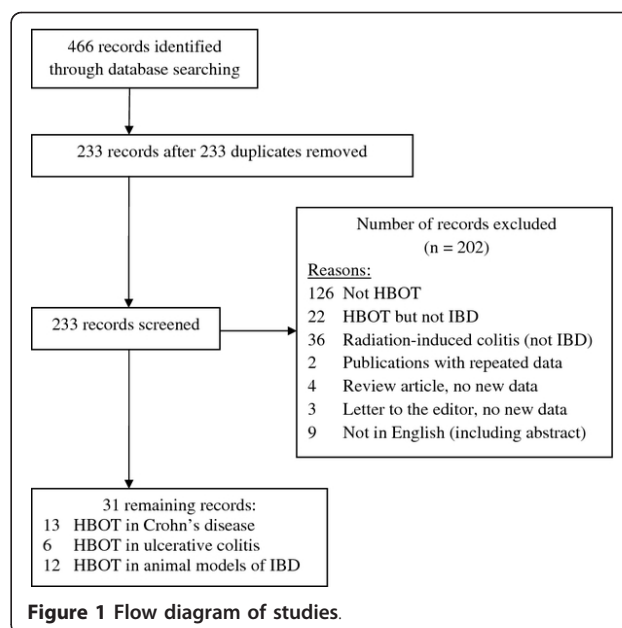 466 records identified
through database searching
233 records after 233 duplicates removed
233 records screened
Number of records excluded
(n = 202)
Reasons:
126 Not HBOT
22 HBOT but not IBD
36 Radiation-induced colitis (not IBD)
2 Publications with repeated data
4 Review article, no new data
3 Letter to the editor, no new data
9 Not in English (including abstract)
31 remaining records:
13 HBOT in Crohn's disease
6 HBOT in ulcerative colitis
12 HBOT in animal models of IBD
Figure 1 Flow diagram of studies.